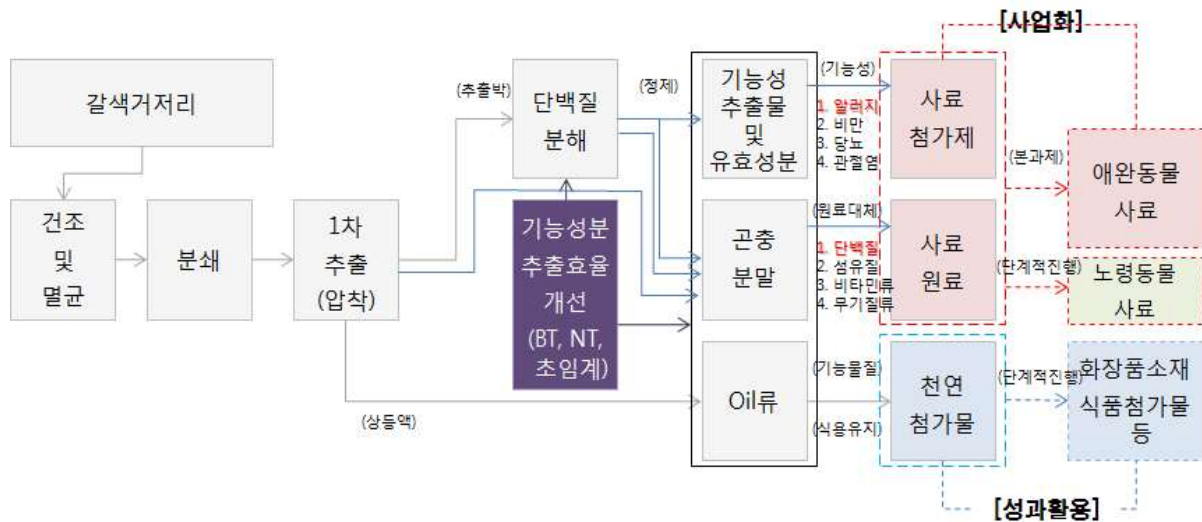 [사업화]
갈색거저리
(추출박)
단백질
분해
(정제)
기능성
추출물
및
유효성분
(기능성)
1. 알러지
2. 비만
3. 당뇨
4. 관절염
사료
첨가제
(본과제)
애완동물
사료
건조
및
멸균
분쇄
1차
추출
(압착)
기능성분
추출효율
개선
(BT, NT,
초임계)
곤충
분말
(원료대체)
1. 단백질
2. 섬유질
3. 비타민류
4. 무기질류
사료
원료
(단계적진행)
노령동물
사료
(상등액)
Oil류
(기능물질)
(식용유지)
천연
첨가물
(단계적진행)
화장품소재
식품첨가물
등
[성과활용]